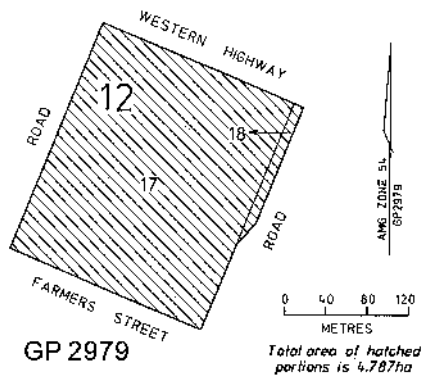 WESTERN HIGHWAY
12
ROAD
18
17
ROAD
AMG ZONE 54
GP2979
FARMERS STREET
0 40 80 120
METRES
GP 2979
Total area of hatched
portions is 4.787ha